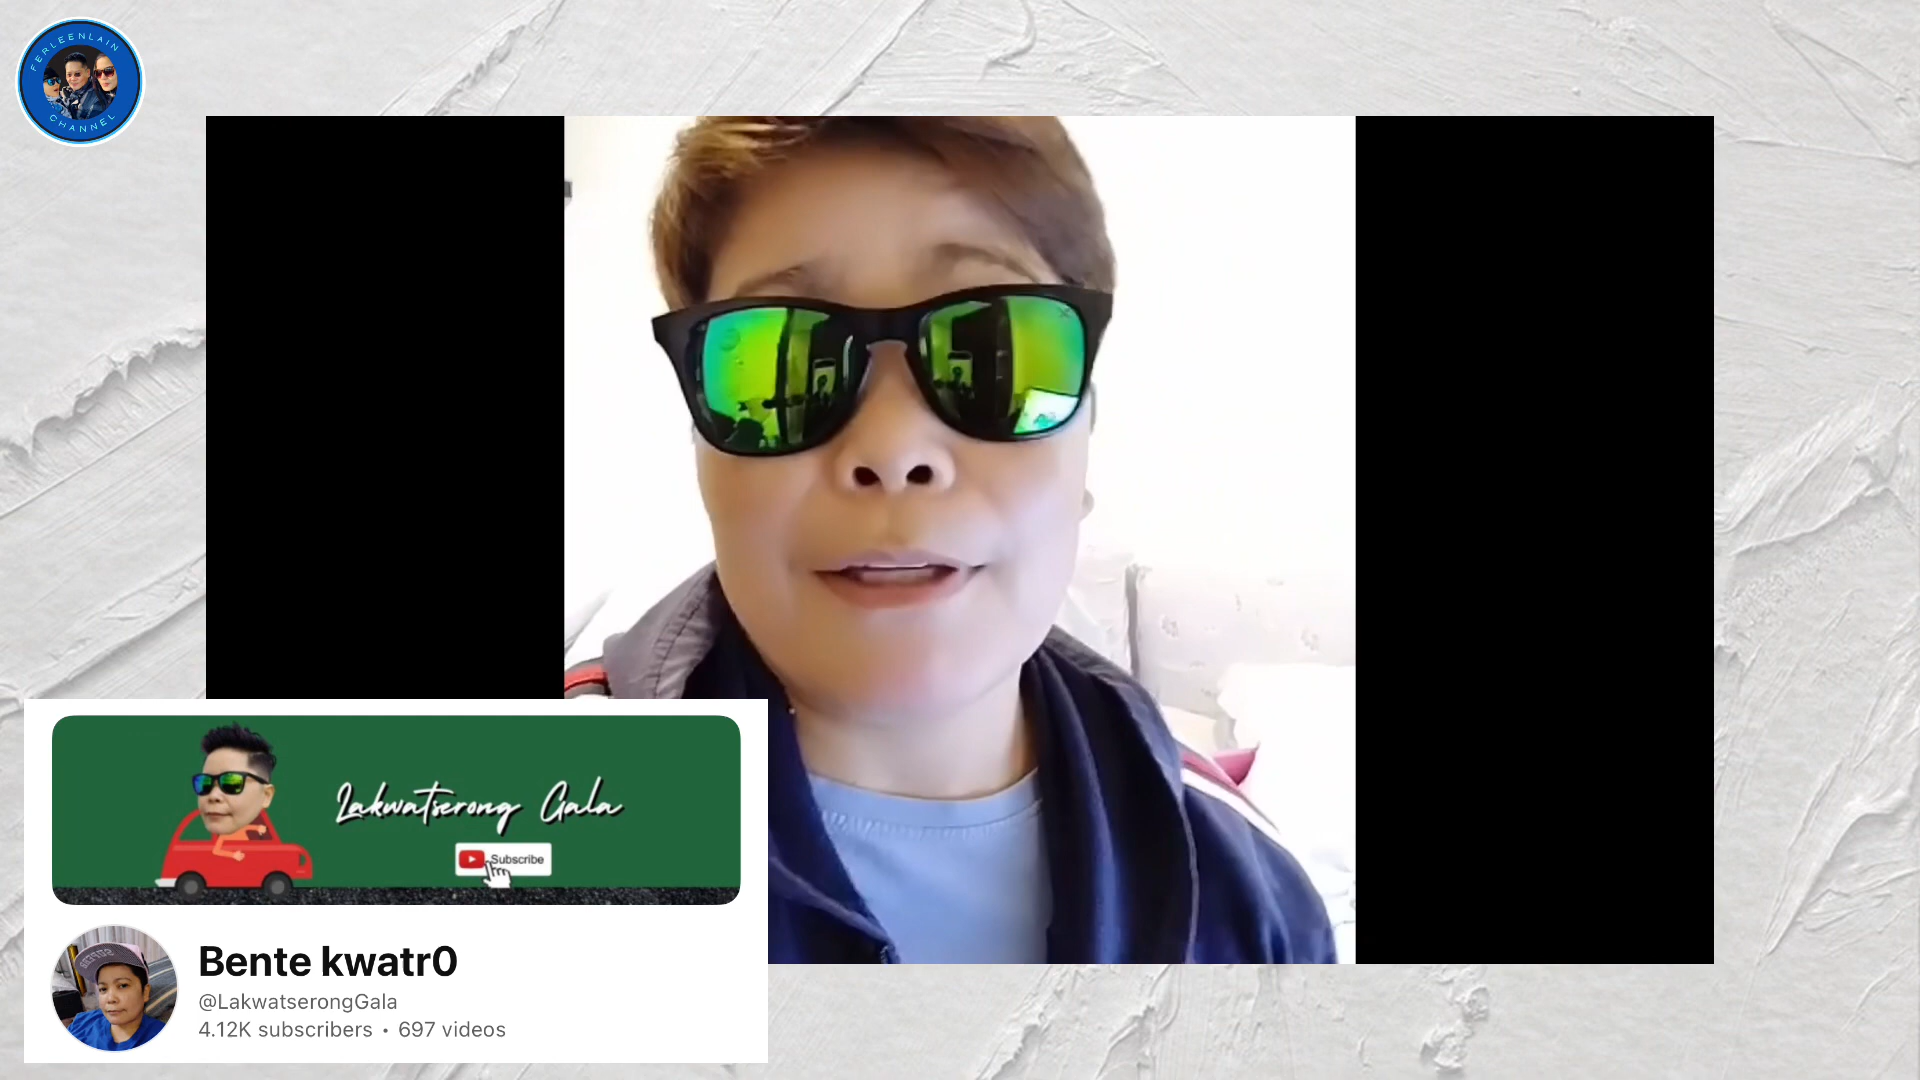 FERLEENLAIN
CHANNEL
Lakwatserong Gala
Subscribe
Bente kwatr0
@LakwatserongGala
4.12K subscribers • 697 videos